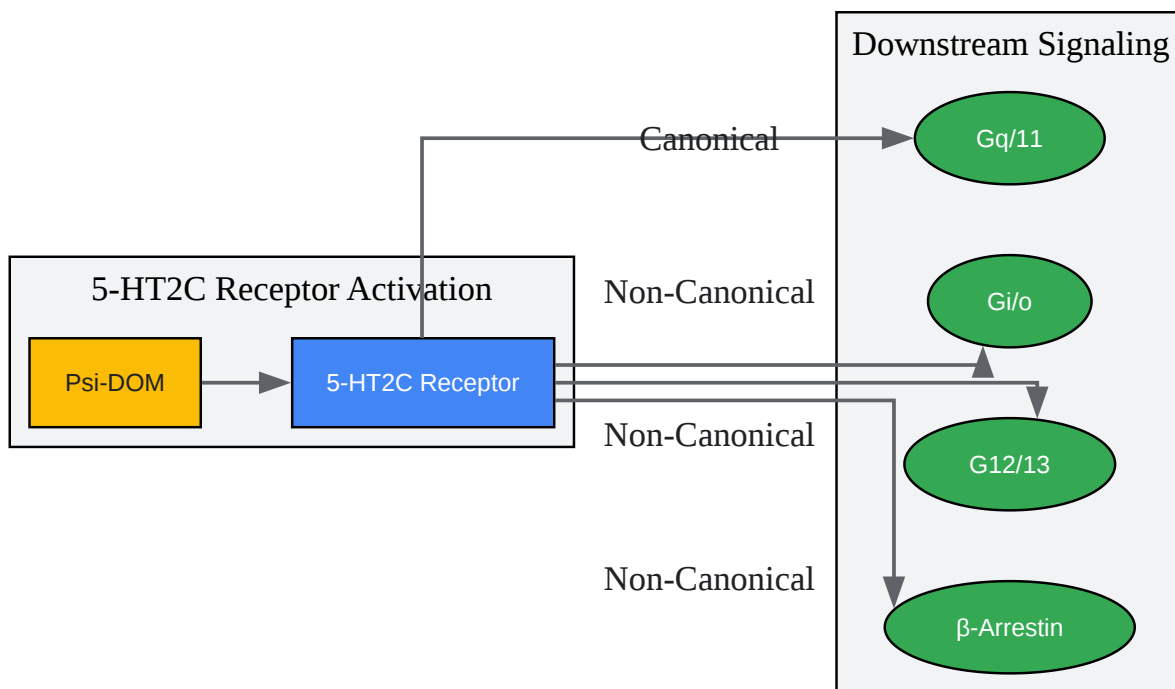 Downstream Signaling
Canonical
Gq/11
5-HT2C Receptor Activation
Non-Canonical
Gi/o
Psi-DOM
5-HT2C Receptor
Non-Canonical
G12/13
Non-Canonical
β-Arrestin